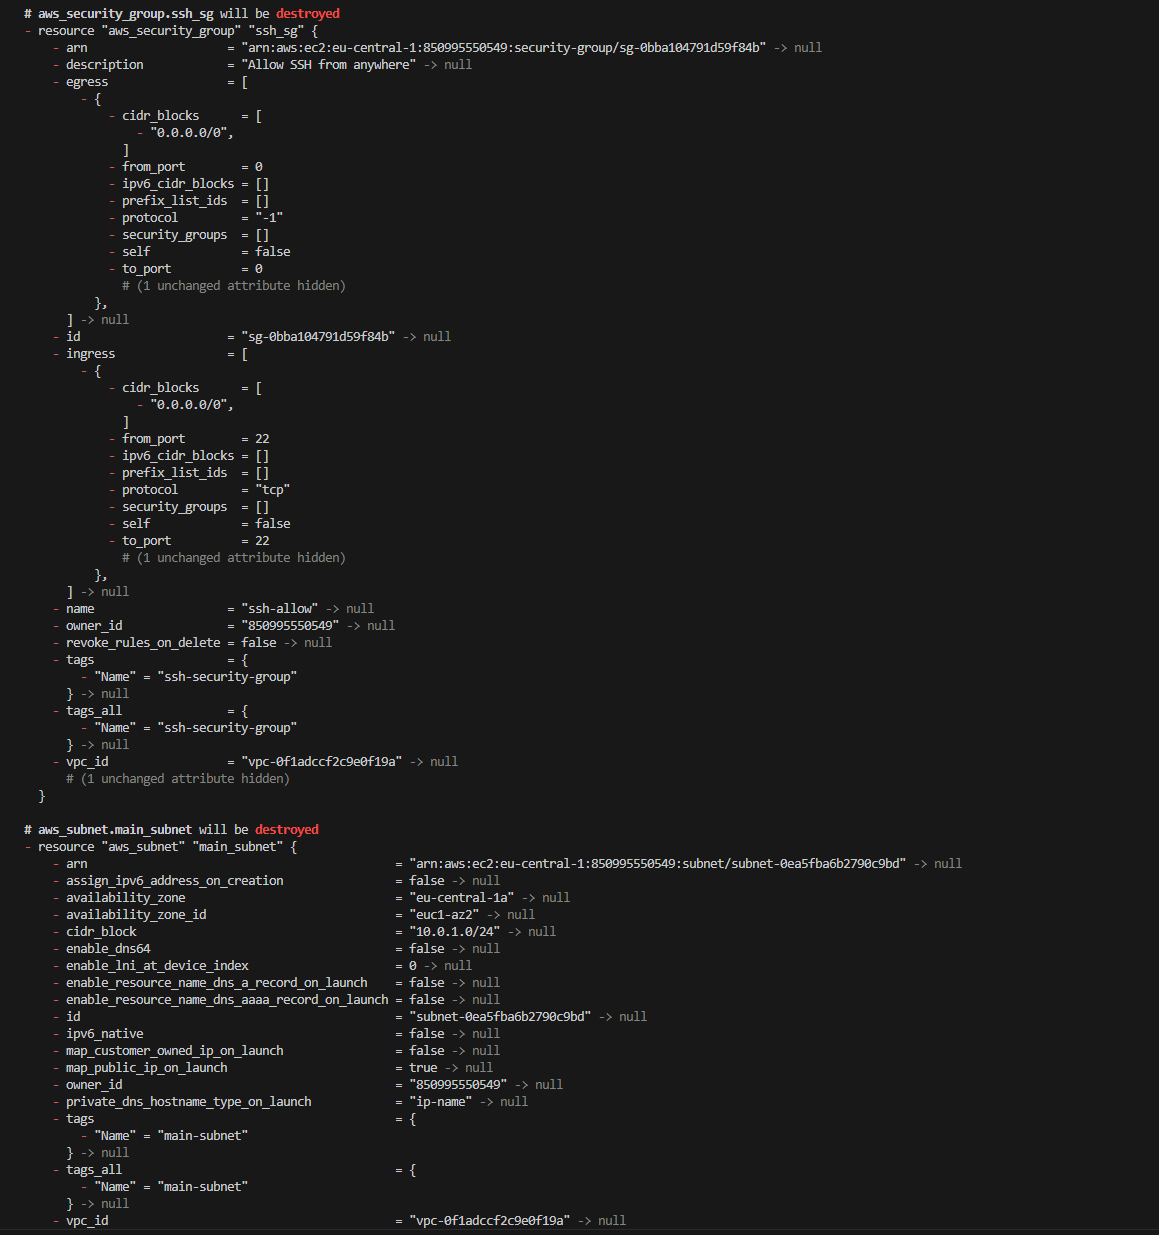 # aws_security_group.ssh_sg will be destroyed
- resource "aws_security_group" "ssh_sg" {
    - arn                    = "arn:aws:ec2:eu-central-1:850995550549:security-group/sg-0bba104791d59f84b" -> null
    - description            = "Allow SSH from anywhere" -> null
    - egress                 = [
        - {
            - cidr_blocks      = [
                - "0.0.0.0/0",
              ]
            - from_port        = 0
            - ipv6_cidr_blocks = []
            - prefix_list_ids  = []
            - protocol         = "-1"
            - security_groups  = []
            - self             = false
            - to_port          = 0
              # (1 unchanged attribute hidden)
          },
      ] -> null
    - id                     = "sg-0bba104791d59f84b" -> null
    - ingress                = [
        - {
            - cidr_blocks      = [
                - "0.0.0.0/0",
              ]
            - from_port        = 22
            - ipv6_cidr_blocks = []
            - prefix_list_ids  = []
            - protocol         = "tcp"
            - security_groups  = []
            - self             = false
            - to_port          = 22
              # (1 unchanged attribute hidden)
          },
      ] -> null
    - name                   = "ssh-allow" -> null
    - owner_id               = "850995550549" -> null
    - revoke_rules_on_delete = false -> null
    - tags                   = {
        - "Name" = "ssh-security-group"
      } -> null
    - tags_all               = {
        - "Name" = "ssh-security-group"
      } -> null
    - vpc_id                 = "vpc-0f1adccf2c9e0f19a" -> null
      # (1 unchanged attribute hidden)
  }
# aws_subnet.main_subnet will be destroyed
- resource "aws_subnet" "main_subnet" {
    - arn                                            = "arn:aws:ec2:eu-central-1:850995550549:subnet/subnet-0ea5fba6b2790c9bd" -> null
    - assign_ipv6_address_on_creation                = false -> null
    - availability_zone                              = "eu-central-1a" -> null
    - availability_zone_id                           = "euc1-az2" -> null
    - cidr_block                                     = "10.0.1.0/24" -> null
    - enable_dns64                                   = false -> null
    - enable_lni_at_device_index                     = 0 -> null
    - enable_resource_name_dns_a_record_on_launch    = false -> null
    - enable_resource_name_dns_aaaa_record_on_launch = false -> null
    - id                                             = "subnet-0ea5fba6b2790c9bd" -> null
    - ipv6_native                                    = false -> null
    - map_customer_owned_ip_on_launch                = false -> null
    - map_public_ip_on_launch                        = true -> null
    - owner_id                                       = "850995550549" -> null
    - private_dns_hostname_type_on_launch            = "ip-name" -> null
    - tags                                           = {
        - "Name" = "main-subnet"
      } -> null
    - tags_all                                       = {
        - "Name" = "main-subnet"
      } -> null
    - vpc_id                                         = "vpc-0f1adccf2c9e0f19a" -> null